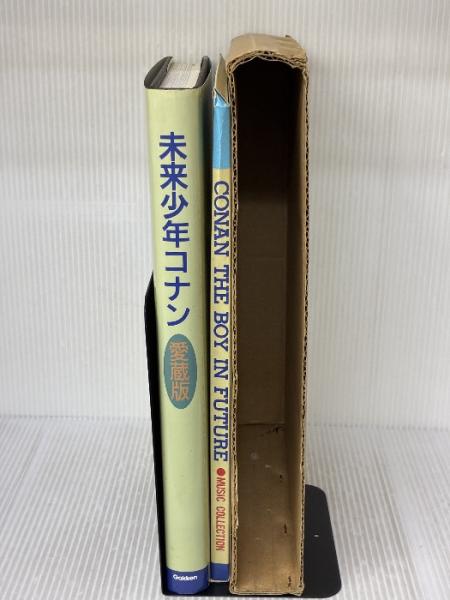 未来少年コナン
愛蔵版
Gakken
CONAN THE BOY IN FUTURE
●MUSIC COLLECTION